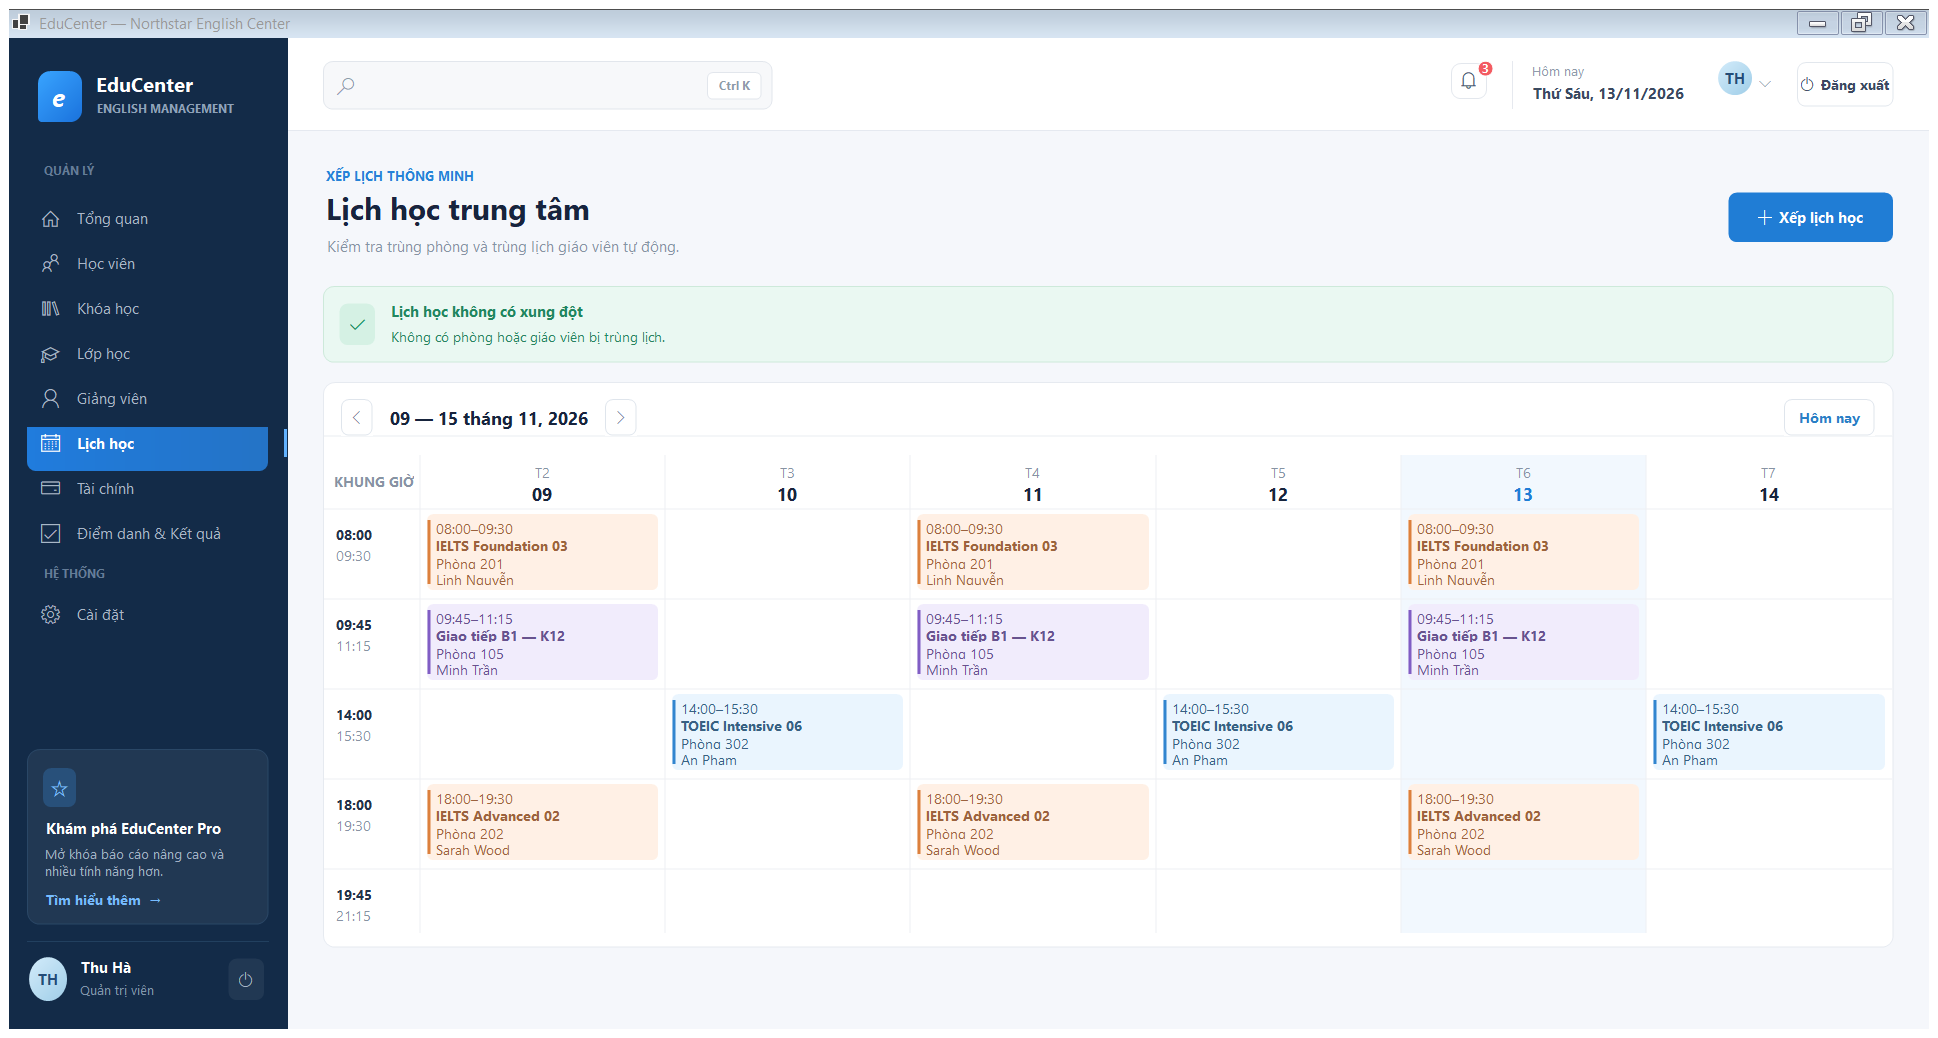 EduCenter — Northstar English Center
e
EduCenter
ENGLISH MANAGEMENT
QUẢN LÝ
Tổng quan
Học viên
Khóa học
Lớp học
Giảng viên
Lịch học
Tài chính
Điểm danh & Kết quả
HỆ THỐNG
Cài đặt
Khám phá EduCenter Pro
Mở khóa báo cáo nâng cao và
nhiều tính năng hơn.
Tìm hiểu thêm →
TH
Thu Hà
Quản trị viên
Ctrl K
3
Hôm nay
Thứ Sáu, 13/11/2026
TH
Đăng xuất
XẾP LỊCH THÔNG MINH
Lịch học trung tâm
Kiểm tra trùng phòng và trùng lịch giáo viên tự động.
Xếp lịch học
Lịch học không có xung đột
Không có phòng hoặc giáo viên bị trùng lịch.
09 — 15 tháng 11, 2026
Hôm nay
KHUNG GIỜ
T2
09
T3
10
T4
11
T5
12
T6
13
T7
14
08:00
09:30
08:00–09:30
IELTS Foundation 03
Phòng 201
Linh Nguyễn
08:00–09:30
IELTS Foundation 03
Phòng 201
Linh Nguyễn
08:00–09:30
IELTS Foundation 03
Phòng 201
Linh Nguyễn
09:45
11:15
09:45–11:15
Giao tiếp B1 — K12
Phòng 105
Minh Trần
09:45–11:15
Giao tiếp B1 — K12
Phòng 105
Minh Trần
09:45–11:15
Giao tiếp B1 — K12
Phòng 105
Minh Trần
14:00
15:30
14:00–15:30
TOEIC Intensive 06
Phòng 302
An Pham
14:00–15:30
TOEIC Intensive 06
Phòng 302
An Pham
14:00–15:30
TOEIC Intensive 06
Phòng 302
An Pham
18:00
19:30
18:00–19:30
IELTS Advanced 02
Phòng 202
Sarah Wood
18:00–19:30
IELTS Advanced 02
Phòng 202
Sarah Wood
18:00–19:30
IELTS Advanced 02
Phòng 202
Sarah Wood
19:45
21:15